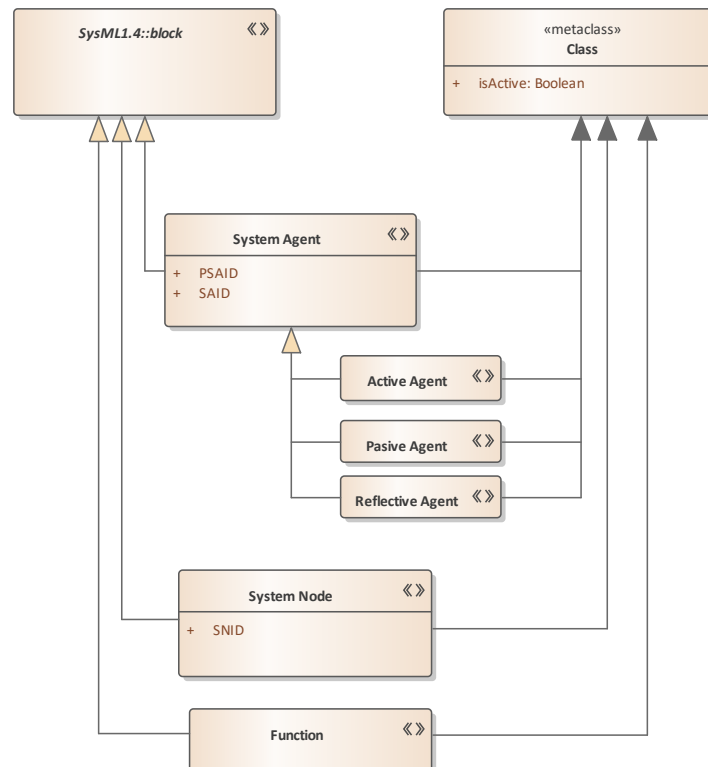 SysML1.4::block
«»
«metaclass»
Class
+ isActive: Boolean
System Agent
«»
+ PSAID
+ SAID
Active Agent «»
Pasive Agent «»
Reflective Agent «»
System Node
«»
+ SNID
Function «»